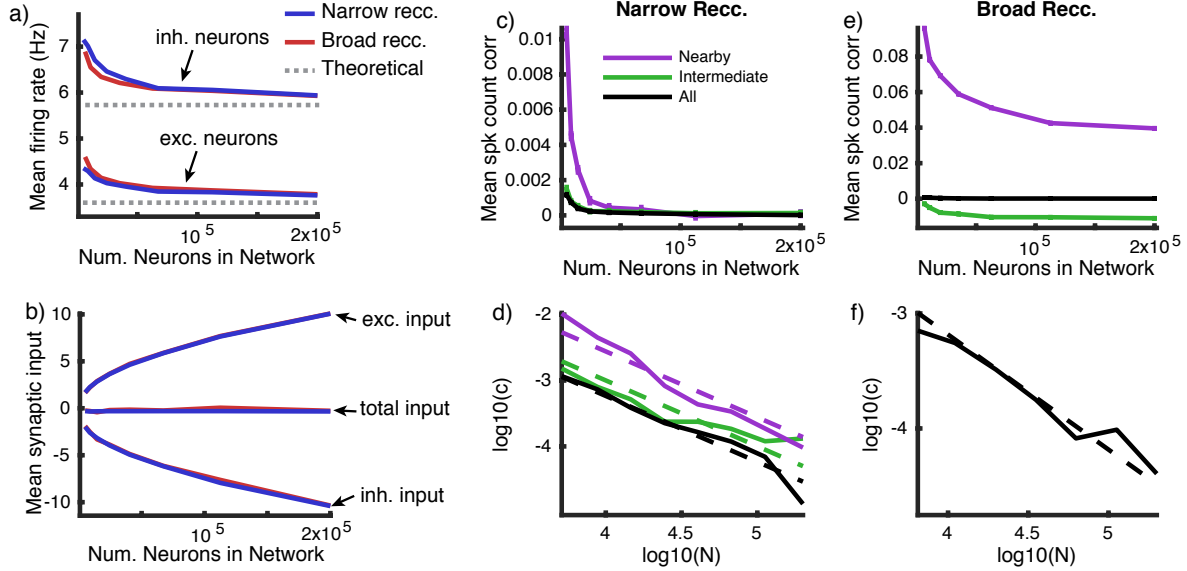 a)
Narrow recc.
Broad recc.
Theoretical
inh. neurons
exc. neurons
Mean firing rate (Hz)
7
6
5
4
10^5
2x10^5
Num. Neurons in Network
b)
Mean synaptic input
10
5
0
-5
-10
exc. input
total input
inh. input
10^5
2x10^5
Num. Neurons in Network
c)
Narrow Recc.
Mean spk count corr
0.01
0.008
0.006
0.004
0.002
0
Nearby
Intermediate
All
10^5
2x10^5
Num. Neurons in Network
d)
log10(c)
-2
-3
-4
4
4.5
5
log10(N)
e)
Broad Recc.
Mean spk count corr
0.08
0.06
0.04
0.02
0
10^5
2x10^5
Num. Neurons in Network
f)
log10(c)
-3
-4
4
4.5
5
log10(N)